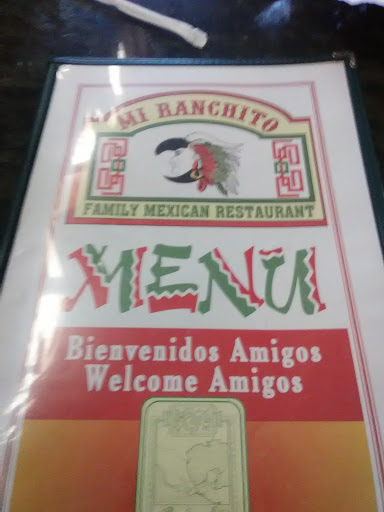 MI RANCHITO
FAMILY MEXICAN RESTAURANT
MENU
Bienvenidos Amigos
Welcome Amigos